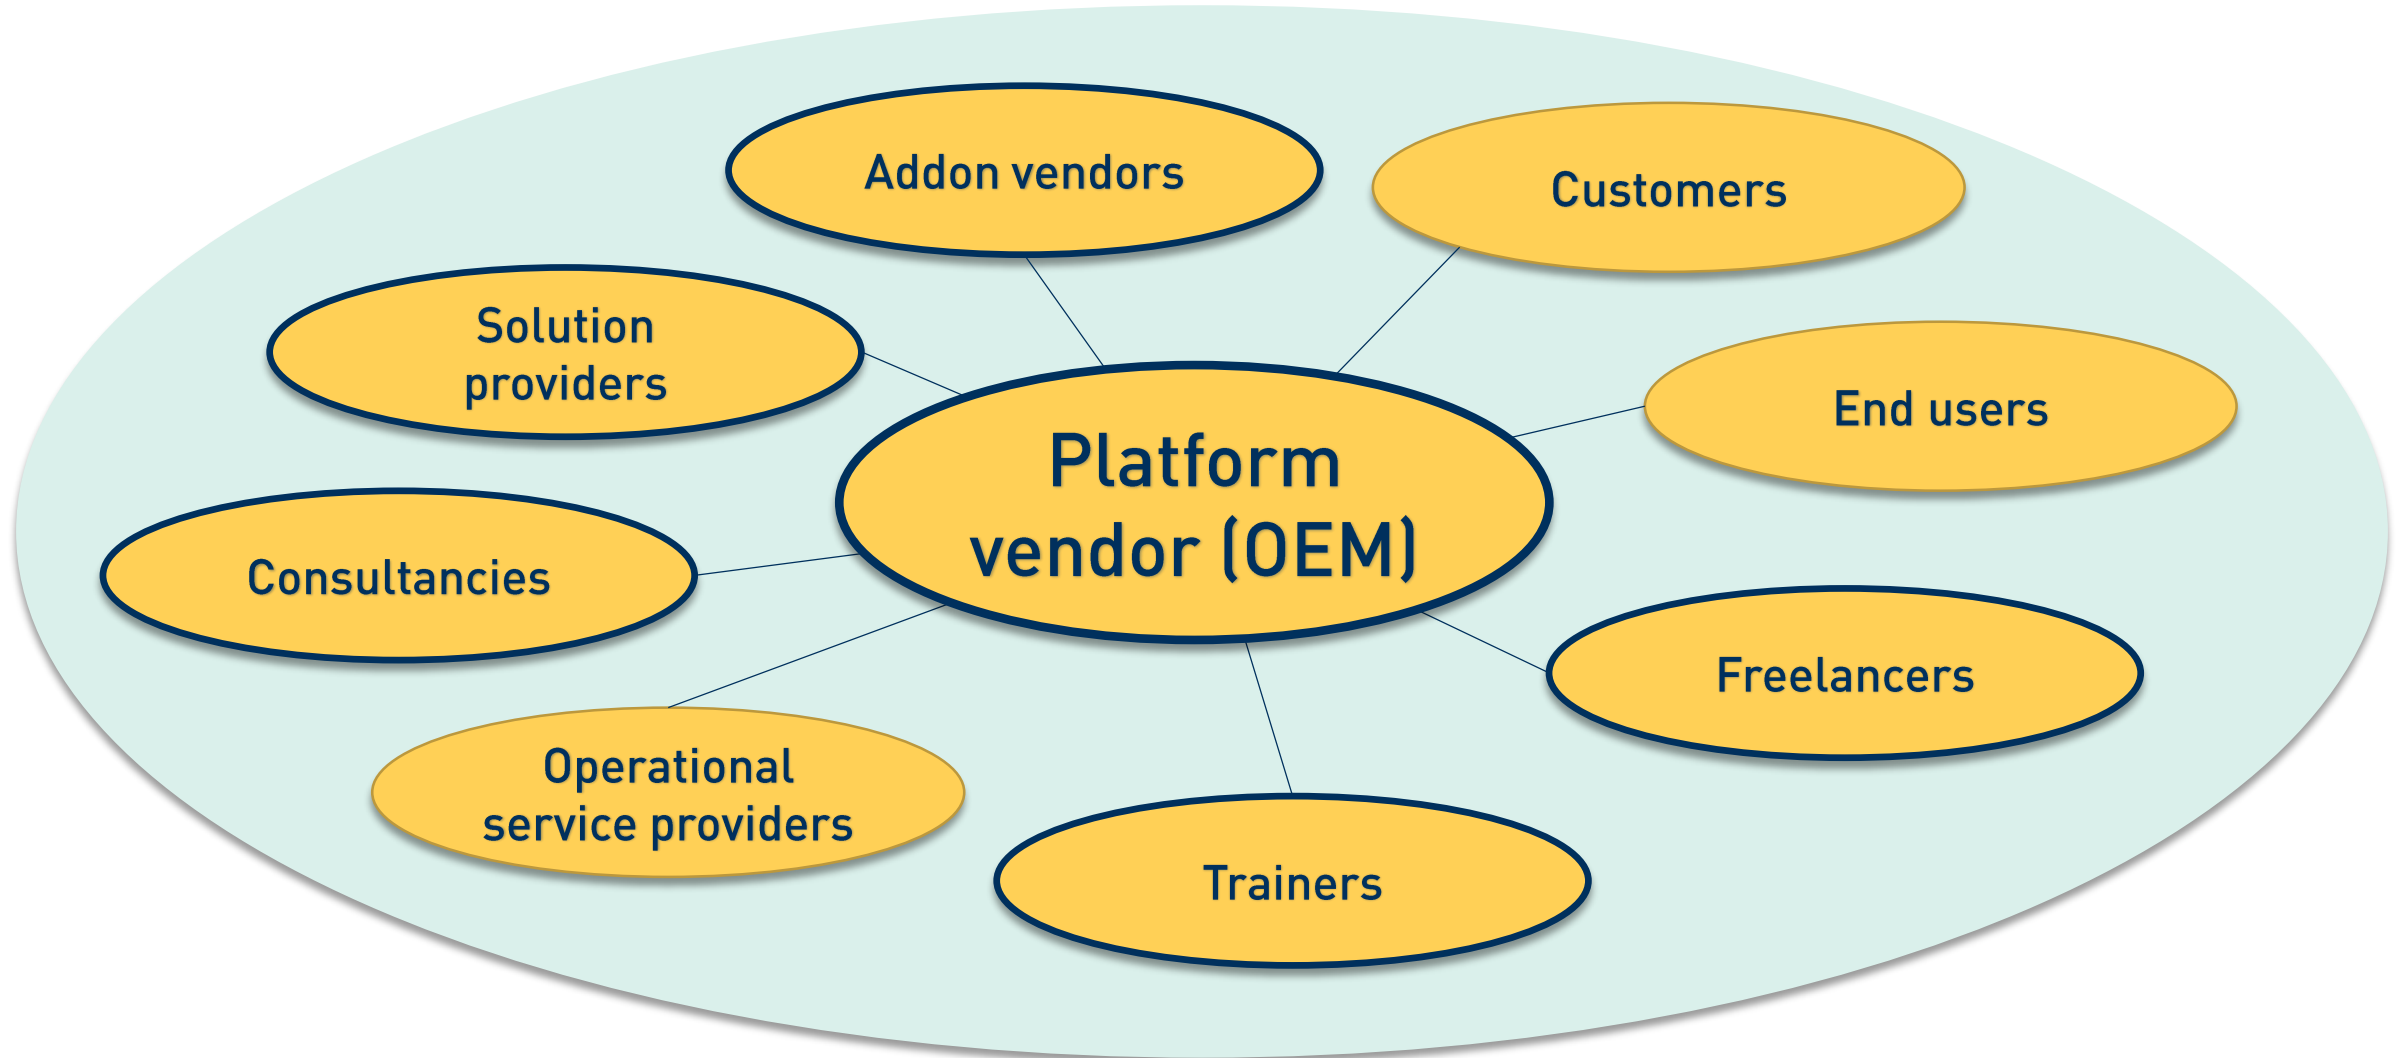 Addon vendors
Customers
Solution
providers
End users
Platform
vendor (OEM)
Consultancies
Freelancers
Operational
service providers
Trainers